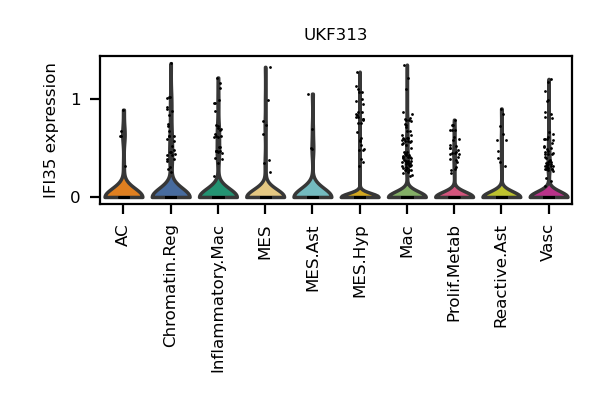 UKF313
IFI35 expression
1
0
AC
Chromatin.Reg
Inflammatory.Mac
MES
MES.Ast
MES.Hyp
Mac
Prolif.Metab
Reactive.Ast
Vasc